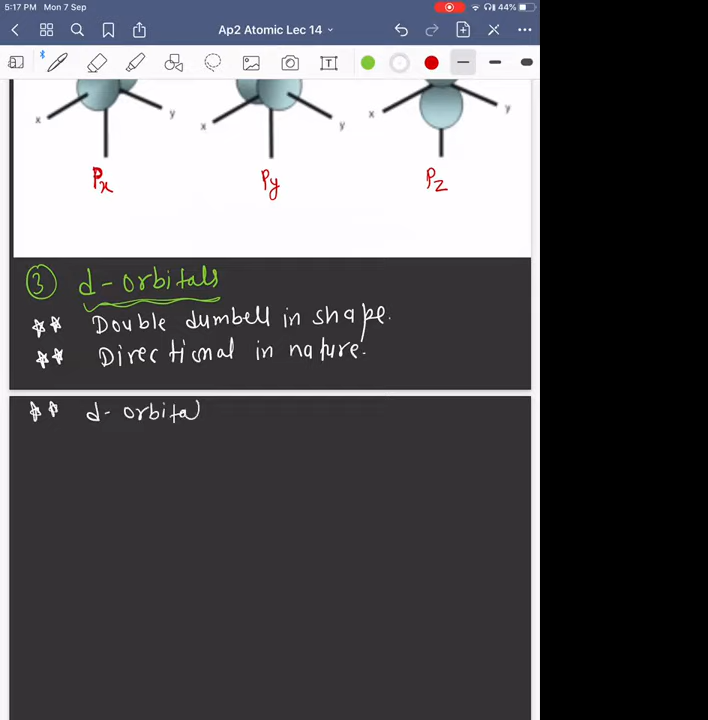 5:17 PM Mon 7 Sep 44%
Ap2 Atomic Lec 14
T
x y x y x y
Px Py Pz
3 d-orbitals
Double dumbell in shape.
Directional in nature.
d-orbital